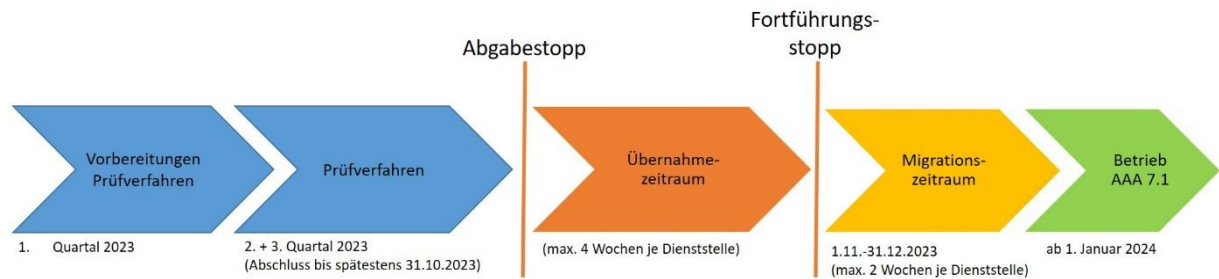 Abgabestopp
Fortführungs-
stopp
Vorbereitungen
Prüfverfahren
Prüfverfahren
Übernahme-
zeitraum
Migrations-
zeitraum
Betrieb
AAA 7.1
1. Quartal 2023
2. + 3. Quartal 2023
(Abschluss bis spätestens 31.10.2023)
(max. 4 Wochen je Dienststelle)
1.11.-31.12.2023
(max. 2 Wochen je Dienststelle)
ab 1. Januar 2024